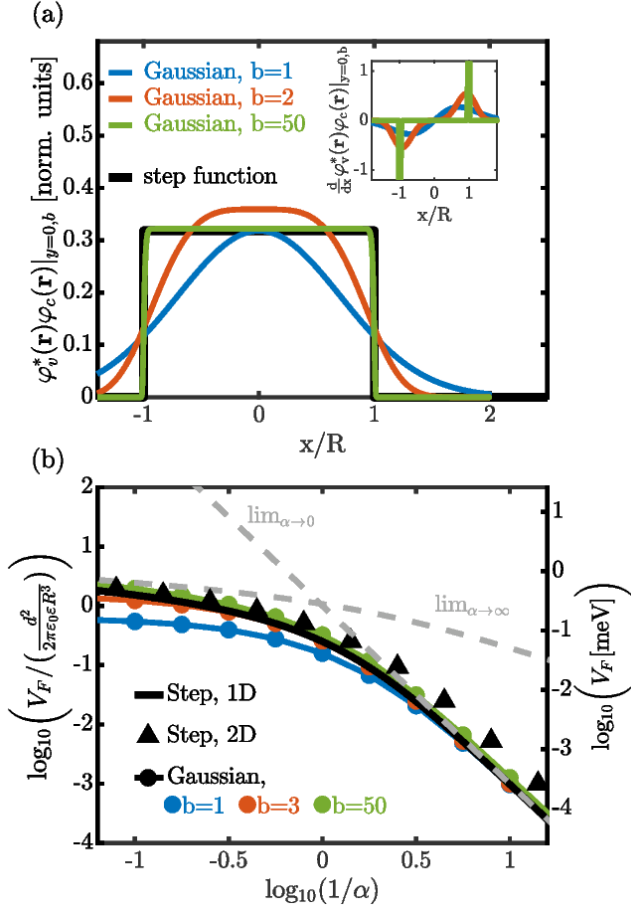 (a)
Gaussian, b=1
Gaussian, b=2
Gaussian, b=50
step function
φ*v(r)φc(r)|y=0,b [norm. units]
0.6
0.5
0.4
0.3
0.2
0.1
0
-1 0 1 2
x/R
d/dx φ*v(r)φc(r)|y=0,b
1
0
-1
-1 0 1
x/R
(b)
log10(VF/(d²/2πε0εR³))
2
1
0
-1
-2
-3
-4
limα→0
limα→∞
Step, 1D
Step, 2D
Gaussian,
b=1 b=3 b=50
1
0
-1
-2
-3
-4
log10(VF[meV])
-1 -0.5 0 0.5 1
log10(1/α)